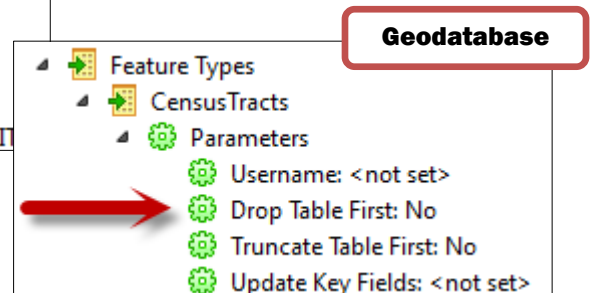 Geodatabase
Feature Types
CensusTracts
Parameters
Username: <not set>
Drop Table First: No
Truncate Table First: No
Update Key Fields: <not set>